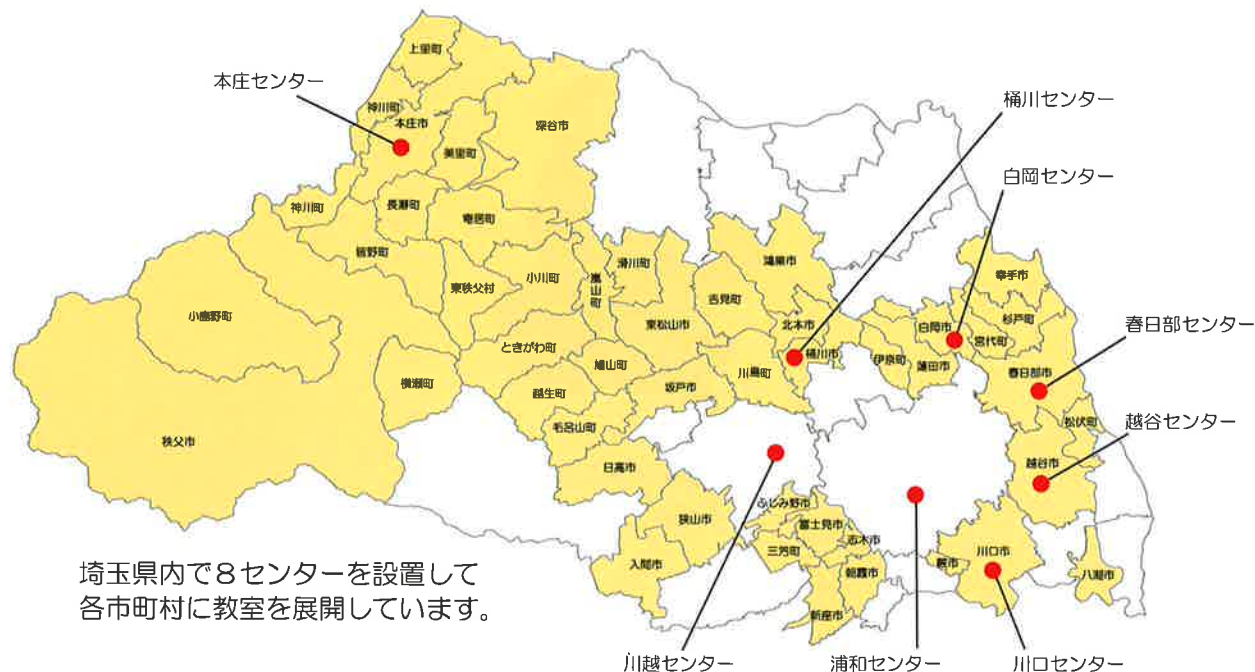 本庄センター
桶川センター
白岡センター
春日部センター
越谷センター
川越センター
浦和センター
川口センター
上里町
神川町
本庄市
美里町
深谷市
神川町
長瀞町
寄居町
皆野町
東秩父村
小川町
嵐山町
滑川町
東松山市
吉見町
鴻巣市
北本市
桶川市
小鹿野町
ときがわ町
鳩山町
川島町
横瀬町
越生町
坂戸市
毛呂山町
秩父市
日高市
狭山市
入間市
ふじみ野市
富士見市
三芳町
志木市
朝霞市
新座市
伊奈町
蓮田市
白岡市
宮代町
杉戸町
幸手市
春日部市
松伏町
越谷市
川口市
蕨市
八潮市
埼玉県内で8センターを設置して
各市町村に教室を展開しています。